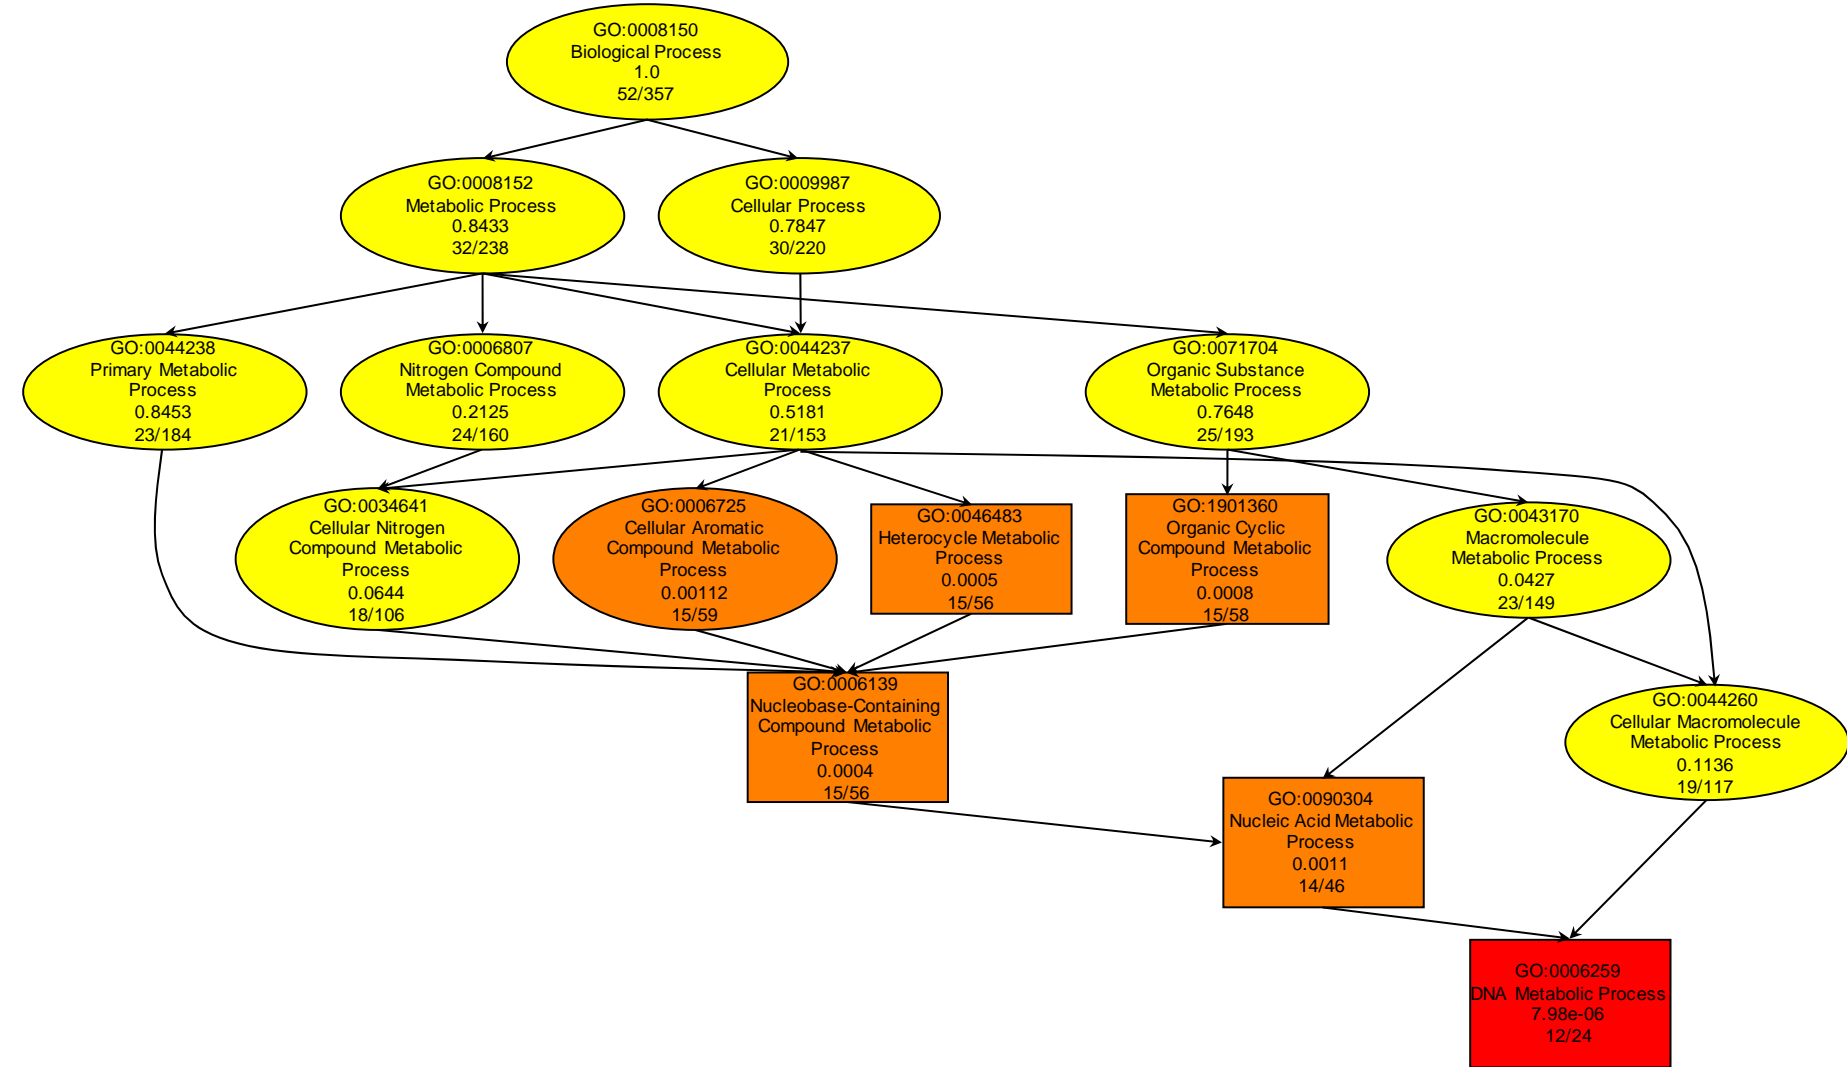 GO:0008150
Biological Process
1.0
52/357
GO:0008152
Metabolic Process
0.8433
32/238
GO:0009987
Cellular Process
0.7847
30/220
GO:0044238
Primary Metabolic
Process
0.8453
23/184
GO:0006807
Nitrogen Compound
Metabolic Process
0.2125
24/160
GO:0044237
Cellular Metabolic
Process
0.5181
21/153
GO:0071704
Organic Substance
Metabolic Process
0.7648
25/193
GO:0034641
Cellular Nitrogen
Compound Metabolic
Process
0.0644
18/106
GO:0006725
Cellular Aromatic
Compound Metabolic
Process
0.00112
15/59
GO:0046483
Heterocycle Metabolic
Process
0.0005
15/56
GO:1901360
Organic Cyclic
Compound Metabolic
Process
0.0008
15/58
GO:0043170
Macromolecule
Metabolic Process
0.0427
23/149
GO:0006139
Nucleobase-Containing
Compound Metabolic
Process
0.0004
15/56
GO:0044260
Cellular Macromolecule
Metabolic Process
0.1136
19/117
GO:0090304
Nucleic Acid Metabolic
Process
0.0011
14/46
GO:0006259
DNA Metabolic Process
7.98e-06
12/24